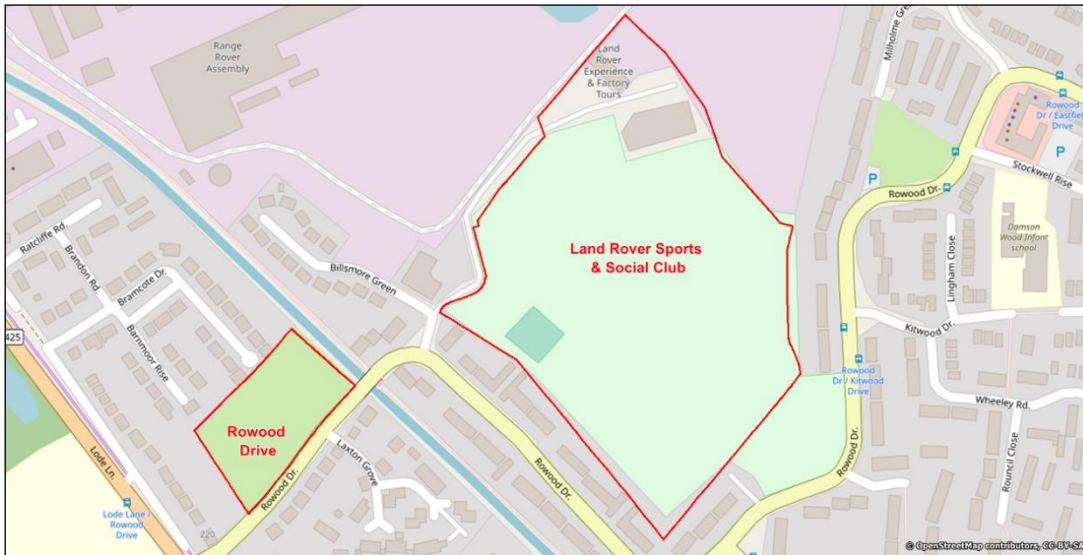 Range
Rover
Assembly
Land
Rover
Experience
& Factory
Tours
Milholme Green
Rowood
Dr / Eastfield
Drive
P
P
Stockwell Rise
Rowood Dr.
Damson
Wood Infant
school
Lingham Close
Kitwood Dr.
Rowood
Dr / Kitwood
Drive
Wheeley Rd.
Rouncil Close
Rowood Dr.
Land Rover Sports
& Social Club
Billsmore Green
Ratcliffe Rd.
Brandon Rd.
Bramcote Dr.
Barnmoor Rise
425
Rowood
Drive
Laxton Grove
Rowood Dr.
Rowood Dr.
Lode Ln.
Lode Lane /
Rowood
Drive
220
© OpenStreetMap contributors, CC-BY-SA